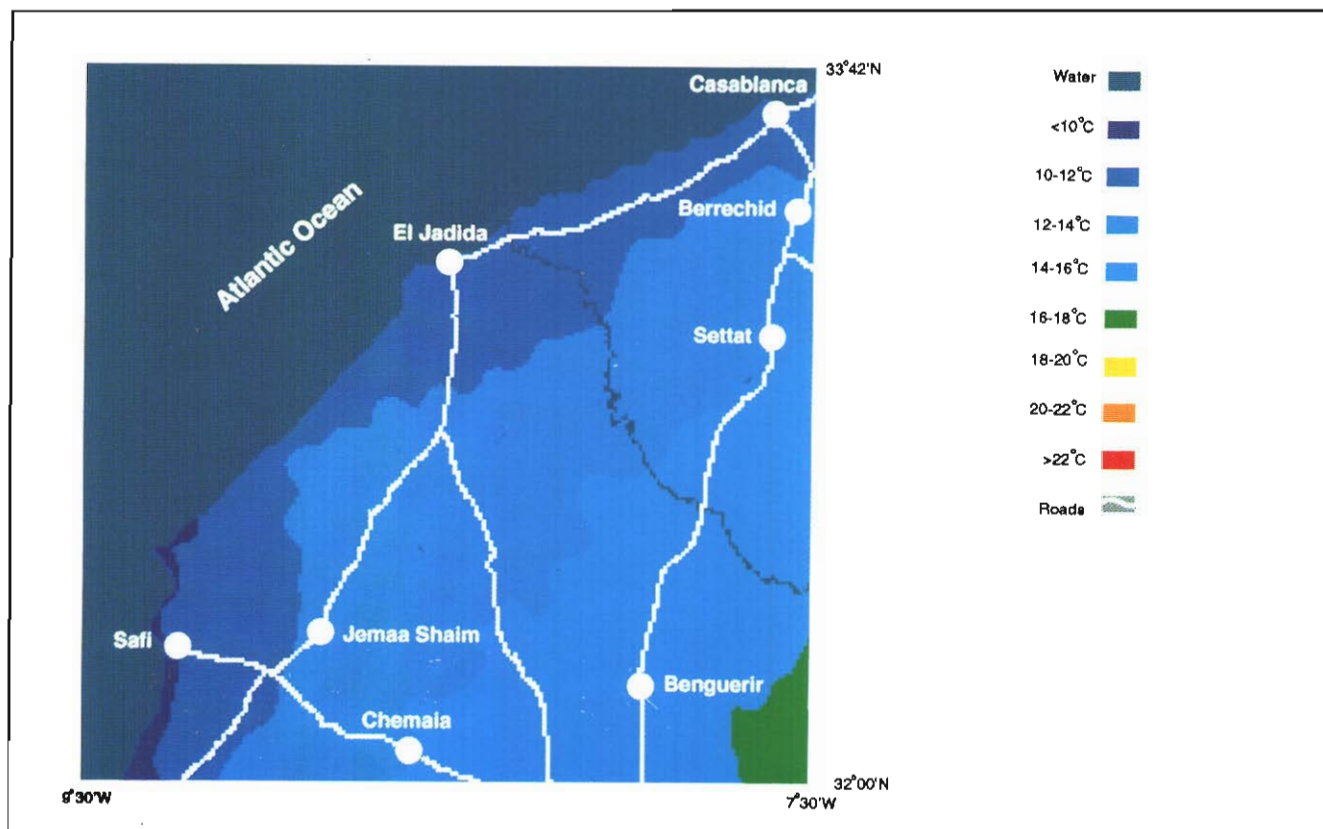 33°42'N
Casablanca
Berrechid
El Jadida
Atlantic Ocean
Settat
Safi
Jemaa Shaim
Benguerir
Chemaia
32°00'N
9°30'W
7°30'W
Water
<10°C
10-12°C
12-14°C
14-16°C
16-18°C
18-20°C
20-22°C
>22°C
Roads